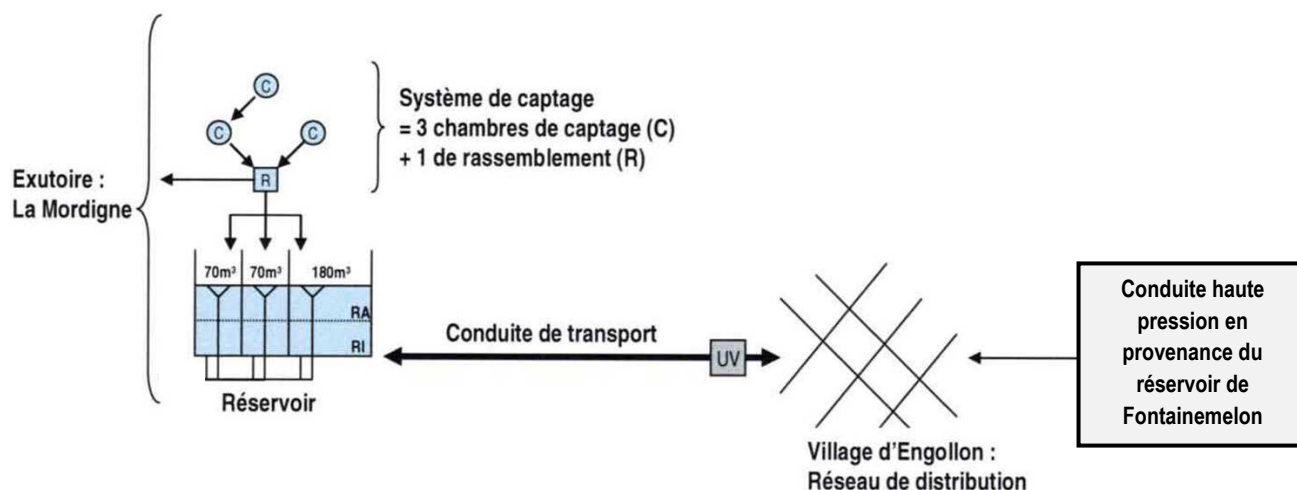 C
C
C
R
Système de captage
= 3 chambres de captage (C)
+ 1 de rassemblement (R)
Exutoire :
La Mordigne
70m³
70m³
180m³
RA
RI
Réservoir
Conduite de transport
UV
Village d'Engollon :
Réseau de distribution
Conduite haute
pression en
provenance du
réservoir de
Fontainemelon